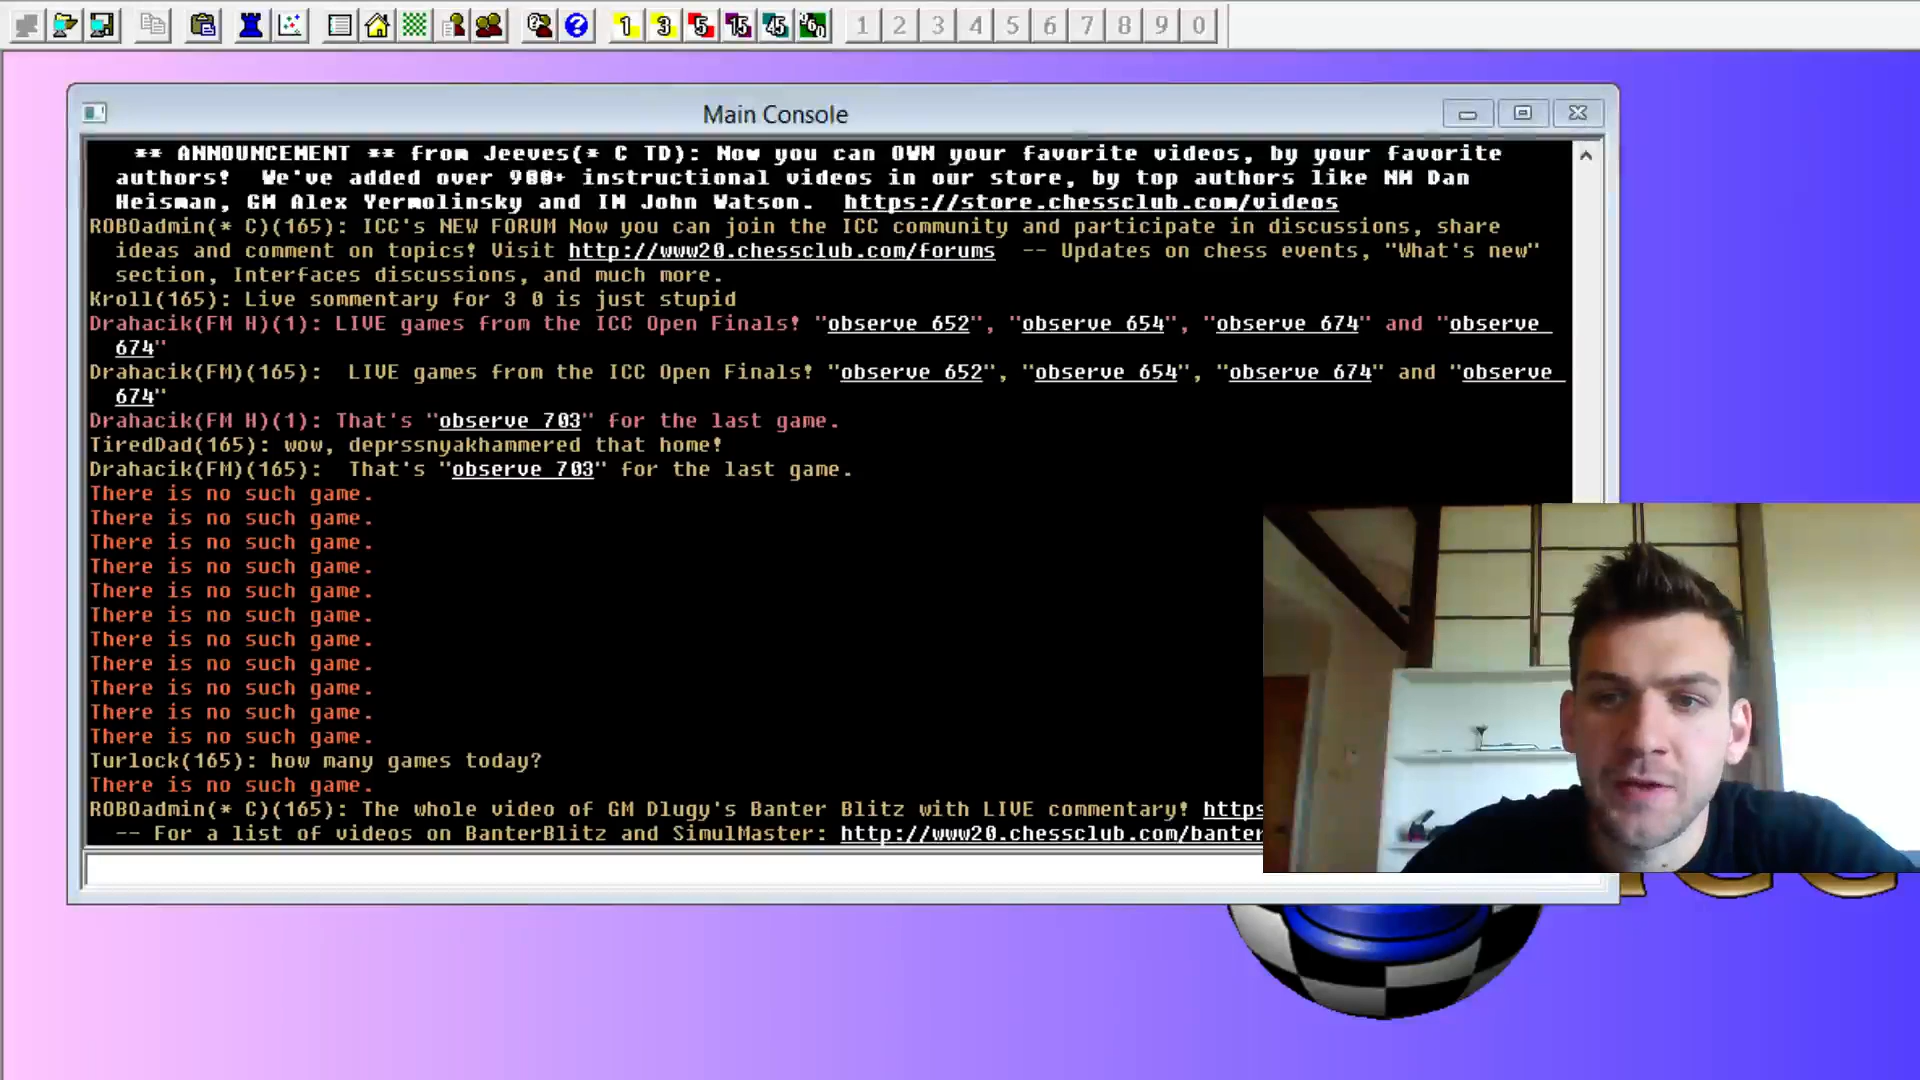 1 3 5 15 45 960 1 2 3 4 5 6 7 8 9 0
Main Console
** ANNOUNCEMENT ** from Jeeves(* C TD): Now you can OWN your favorite videos, by your favorite
authors!  We've added over 900+ instructional videos in our store, by top authors like NM Dan
Heisman, GM Alex Yermolinsky and IM John Watson.  https://store.chessclub.com/videos
ROBOadmin(* C)(165): ICC's NEW FORUM Now you can join the ICC community and participate in discussions, share
ideas and comment on topics! Visit http://www20.chessclub.com/forums  -- Updates on chess events, "What's new"
section, Interfaces discussions, and much more.
Kroll(165): Live sommentary for 3 0 is just stupid
Drahacik(FM H)(1): LIVE games from the ICC Open Finals! "observe 652", "observe 654", "observe 674" and "observe
674"
Drahacik(FM)(165):  LIVE games from the ICC Open Finals! "observe 652", "observe 654", "observe 674" and "observe
674"
Drahacik(FM H)(1): That's "observe 703" for the last game.
TiredDad(165): wow, deprssnyakhammered that home!
Drahacik(FM)(165):  That's "observe 703" for the last game.
There is no such game.
There is no such game.
There is no such game.
There is no such game.
There is no such game.
There is no such game.
There is no such game.
There is no such game.
There is no such game.
There is no such game.
There is no such game.
Turlock(165): how many games today?
There is no such game.
ROBOadmin(* C)(165): The whole video of GM Dlugy's Banter Blitz with LIVE commentary! https
-- For a list of videos on BanterBlitz and SimulMaster: http://www20.chessclub.com/banter